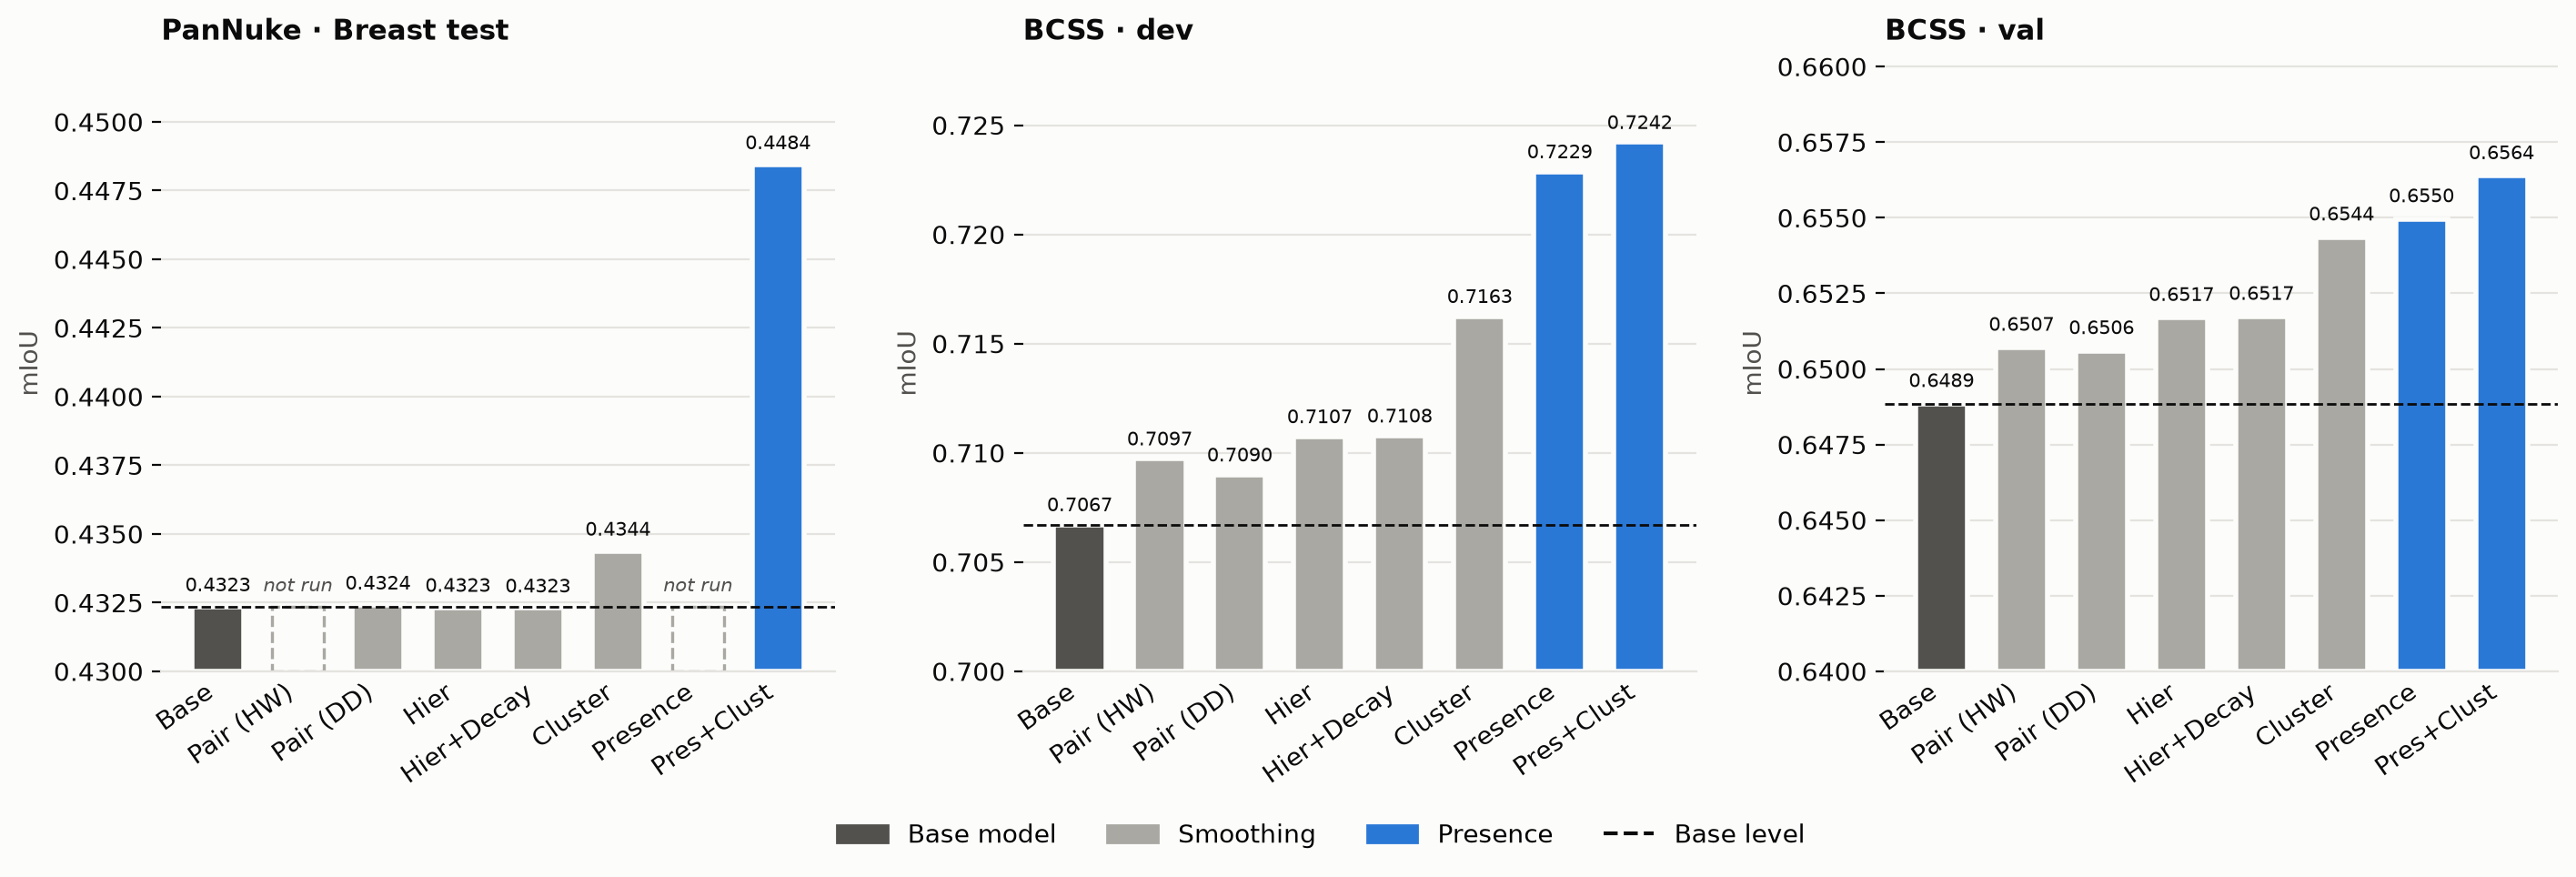 PanNuke · Breast test
mIoU
0.4500
0.4475
0.4450
0.4425
0.4400
0.4375
0.4350
0.4325
0.4300
0.4323
not run
0.4324
0.4323
0.4323
0.4344
not run
0.4484
Base
Pair (HW)
Pair (DD)
Hier
Hier+Decay
Cluster
Presence
Pres+Clust
BCSS · dev
mIoU
0.725
0.720
0.715
0.710
0.705
0.700
0.7067
0.7097
0.7090
0.7107
0.7108
0.7163
0.7229
0.7242
Base
Pair (HW)
Pair (DD)
Hier
Hier+Decay
Cluster
Presence
Pres+Clust
BCSS · val
mIoU
0.6600
0.6575
0.6550
0.6525
0.6500
0.6475
0.6450
0.6425
0.6400
0.6489
0.6507
0.6506
0.6517
0.6517
0.6544
0.6550
0.6564
Base
Pair (HW)
Pair (DD)
Hier
Hier+Decay
Cluster
Presence
Pres+Clust
Base model
Smoothing
Presence
Base level